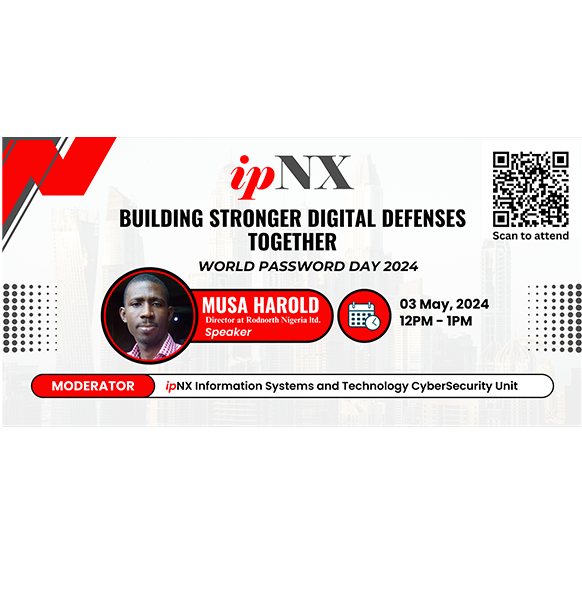 ipNX
Scan to attend
BUILDING STRONGER DIGITAL DEFENSES
TOGETHER
WORLD PASSWORD DAY 2024
MUSA HAROLD
Director at Rodnorth Nigeria ltd.
Speaker
03 May, 2024
12PM - 1PM
MODERATOR
ipNX Information Systems and Technology CyberSecurity Unit